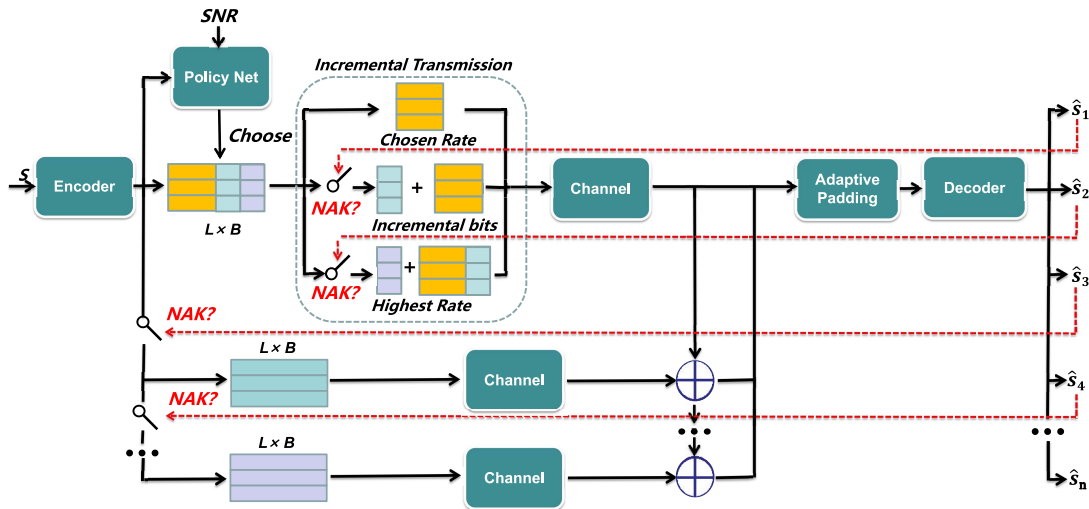 SNR
Policy Net
Incremental Transmission
Choose
Chosen Rate
ŝ₁
S
Encoder
L × B
NAK?
+
Incremental bits
Channel
Adaptive
Padding
Decoder
ŝ₂
NAK?
+
Highest Rate
ŝ₃
NAK?
L × B
Channel
ŝ₄
NAK?
•••
•••
•••
L × B
Channel
ŝₙ